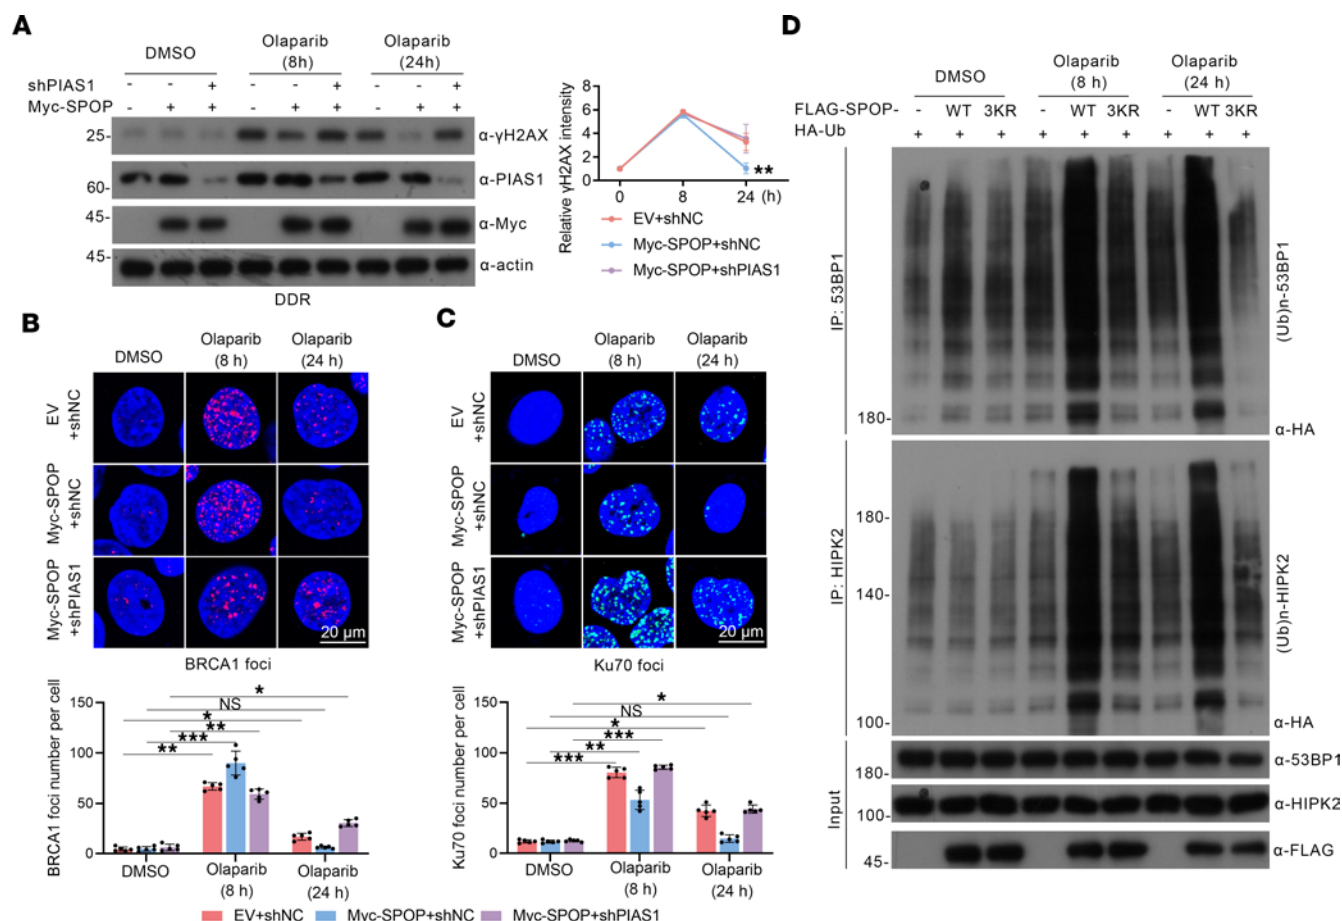 A
DMSO
Olaparib
(8h)
Olaparib
(24h)
shPIAS1 - - + - - + - - +
Myc-SPOP - + + - + + - + +
25- α-γH2AX
60- α-PIAS1
45- α-Myc
45- α-actin
DDR
Relative γH2AX intensity
8
6
4
2
0
0 8 24 (h)
**
EV+shNC
Myc-SPOP+shNC
Myc-SPOP+shPIAS1
B
DMSO
Olaparib
(8 h)
Olaparib
(24 h)
EV
+shNC
Myc-SPOP
+shNC
Myc-SPOP
+shPIAS1
20 μm
BRCA1 foci
BRCA1 foci number per cell
150
100
50
0
*
NS
*
**
***
**
DMSO
Olaparib
(8 h)
Olaparib
(24 h)
C
DMSO
Olaparib
(8 h)
Olaparib
(24 h)
EV
+shNC
Myc-SPOP
+shNC
Myc-SPOP
+shPIAS1
20 μm
Ku70 foci
Ku70 foci number per cell
150
100
50
0
*
NS
*
***
**
***
DMSO
Olaparib
(8 h)
Olaparib
(24 h)
EV+shNC Myc-SPOP+shNC Myc-SPOP+shPIAS1
D
DMSO
Olaparib
(8 h)
Olaparib
(24 h)
FLAG-SPOP- - WT 3KR - WT 3KR - WT 3KR
HA-Ub + + + + + + + + +
IP: 53BP1
(Ub)n-53BP1
180-
α-HA
IP: HIPK2
180-
140-
(Ub)n-HIPK2
100-
α-HA
Input
180- α-53BP1
100- α-HIPK2
45- α-FLAG